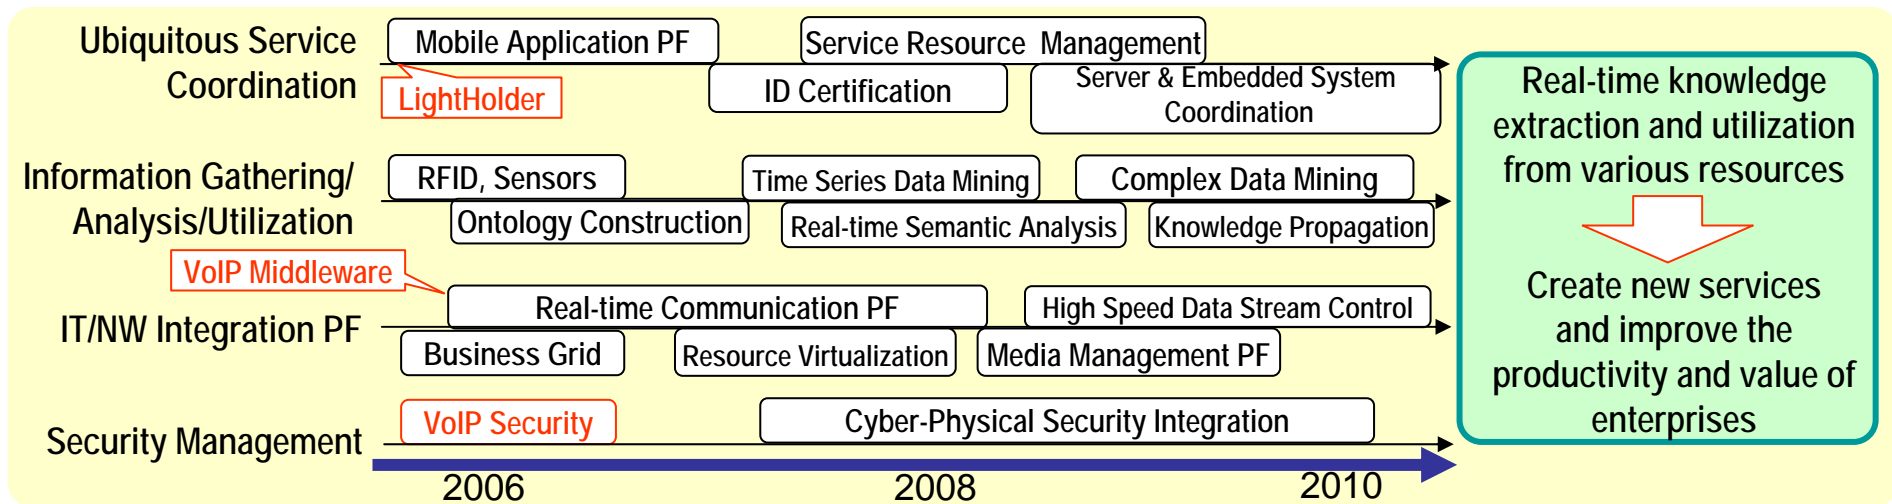 Ubiquitous Service
Coordination
Mobile Application PF
Service Resource Management
LightHolder
ID Certification
Server & Embedded System
Coordination
Information Gathering/
Analysis/Utilization
RFID, Sensors
Time Series Data Mining
Complex Data Mining
Ontology Construction
Real-time Semantic Analysis
Knowledge Propagation
VoIP Middleware
IT/NW Integration PF
Real-time Communication PF
High Speed Data Stream Control
Business Grid
Resource Virtualization
Media Management PF
Security Management
VoIP Security
Cyber-Physical Security Integration
2006
2008
2010
Real-time knowledge
extraction and utilization
from various resources
Create new services
and improve the
productivity and value of
enterprises